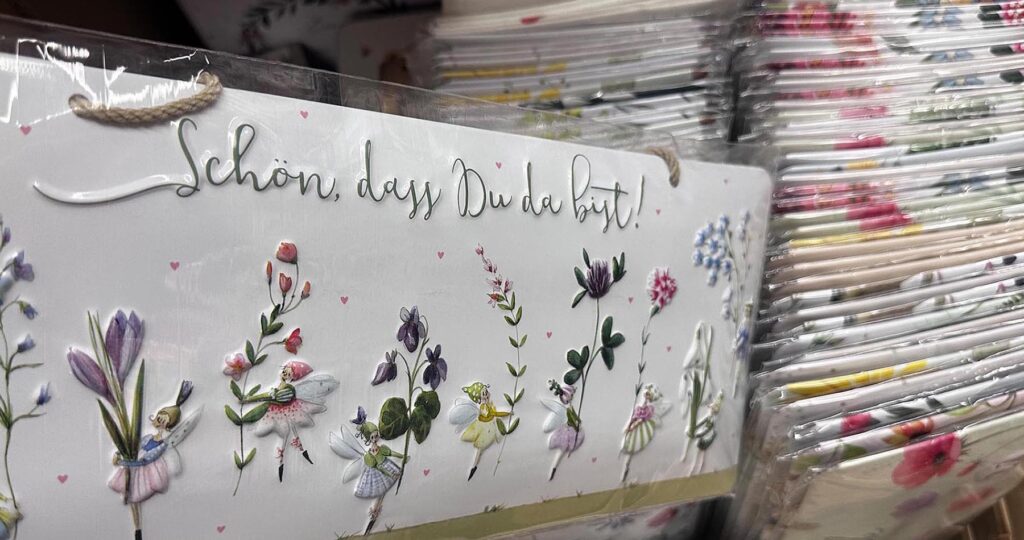 Schön, dass Du da bist!